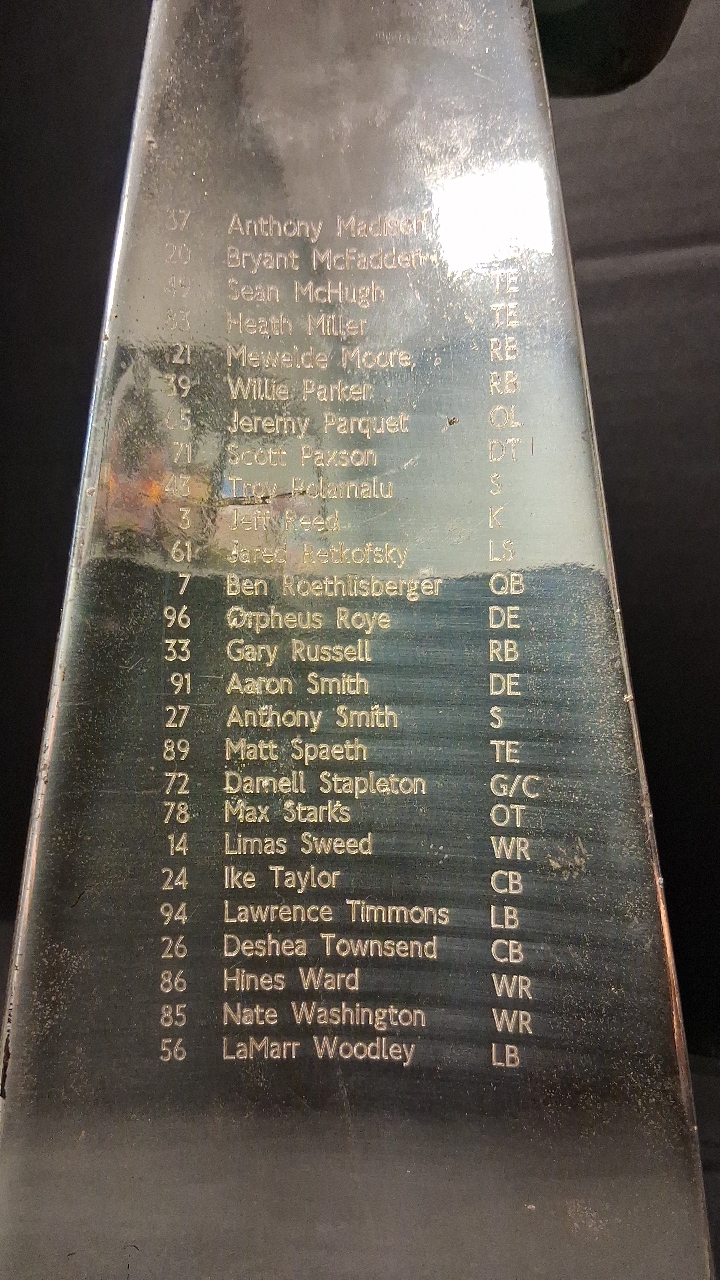 37 Anthony Madison
20 Bryant McFadden
49 Sean McHugh TE
83 Heath Miller TE
21 Mewelde Moore RB
39 Willie Parker RB
65 Jeremy Parquet OL
71 Scott Paxson DT
43 Troy Polamalu S
3 Jeff Reed K
61 Jared Retkofsky LS
7 Ben Roethlisberger QB
96 Orpheus Roye DE
33 Gary Russell RB
91 Aaron Smith DE
27 Anthony Smith S
89 Matt Spaeth TE
72 Darnell Stapleton G/C
78 Max Starks OT
14 Limas Sweed WR
24 Ike Taylor CB
94 Lawrence Timmons LB
26 Deshea Townsend CB
86 Hines Ward WR
85 Nate Washington WR
56 LaMarr Woodley LB